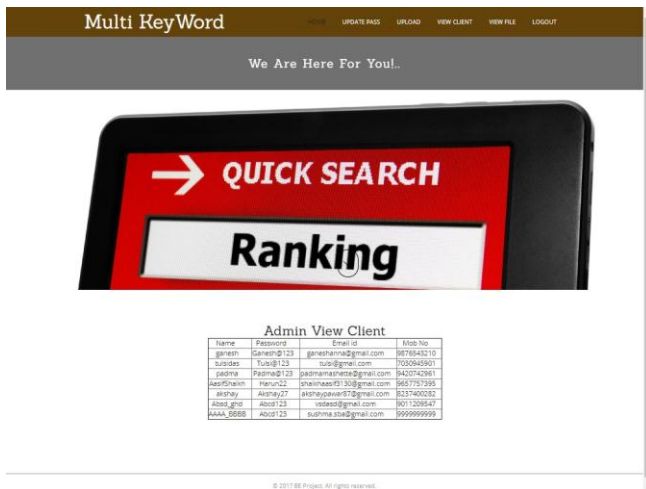 Multi KeyWord
HOME UPDATE PASS UPLOAD VIEW CLIENT VIEW FILE LOGOUT
We Are Here For You!..
QUICK SEARCH
Ranking
Admin View Client
Name Password Email id Mob No
ganesh Ganesh@123 ganeshanna@gmail.com 9876543210
tulsidas Tulsi@123 tulsi@gmail.com 7030945901
padma Padma@123 padmamashette@gmail.com 9420742961
AasifShaikh Harun22 shaikhaasif3130@gmail.com 9657757395
akshay Akshay27 akshaypawar87@gmail.com 8237400282
Absd_ghd Abcd123 vsdasd@gmail.com 9011209547
AAAA_BBBB Abcd123 sushma.sba@gmail.com 9999999999
© 2017 BE Project. All rights reserved.